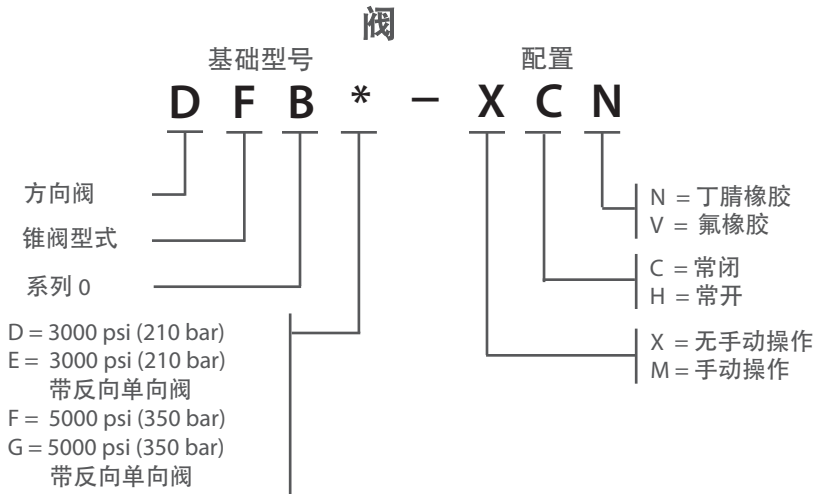 阀
基础型号
配置
D F B * – X C N
方向阀
锥阀型式
系列 0
D = 3000 psi (210 bar)
E = 3000 psi (210 bar)
带反向单向阀
F = 5000 psi (350 bar)
G = 5000 psi (350 bar)
带反向单向阀
N = 丁腈橡胶
V = 氟橡胶
C = 常闭
H = 常开
X = 无手动操作
M = 手动操作